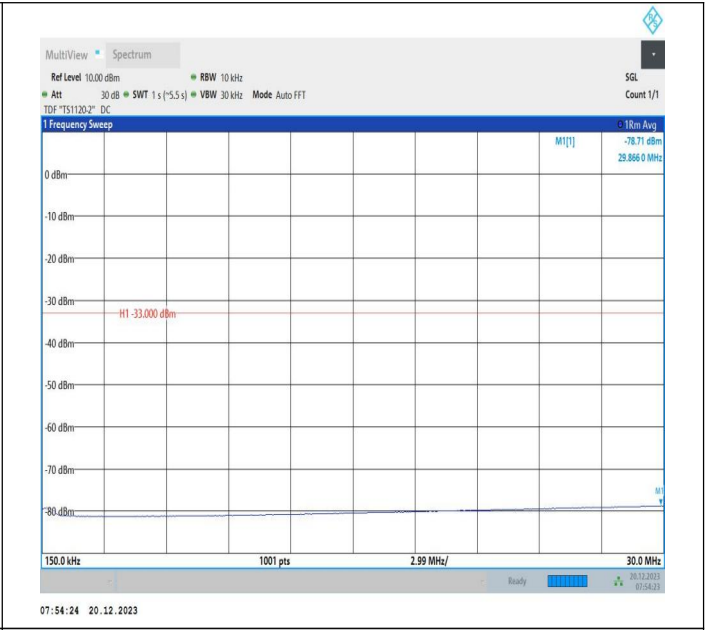 MultiView Spectrum
Ref Level 10.00 dBm RBW 10 kHz SGL
Att 30 dB SWT 1 s (~5.5 s) VBW 30 kHz Mode Auto FFT Count 1/1
TDF "TS1120-2" DC
1 Frequency Sweep 1Rm Avg
M1[1] -78.71 dBm
29.866 0 MHz
0 dBm
-10 dBm
-20 dBm
-30 dBm
H1 -33.000 dBm
-40 dBm
-50 dBm
-60 dBm
-70 dBm
M1
-80 dBm
150.0 kHz 1001 pts 2.99 MHz/ 30.0 MHz
Ready 20.12.2023
07:54:23
07:54:24 20.12.2023